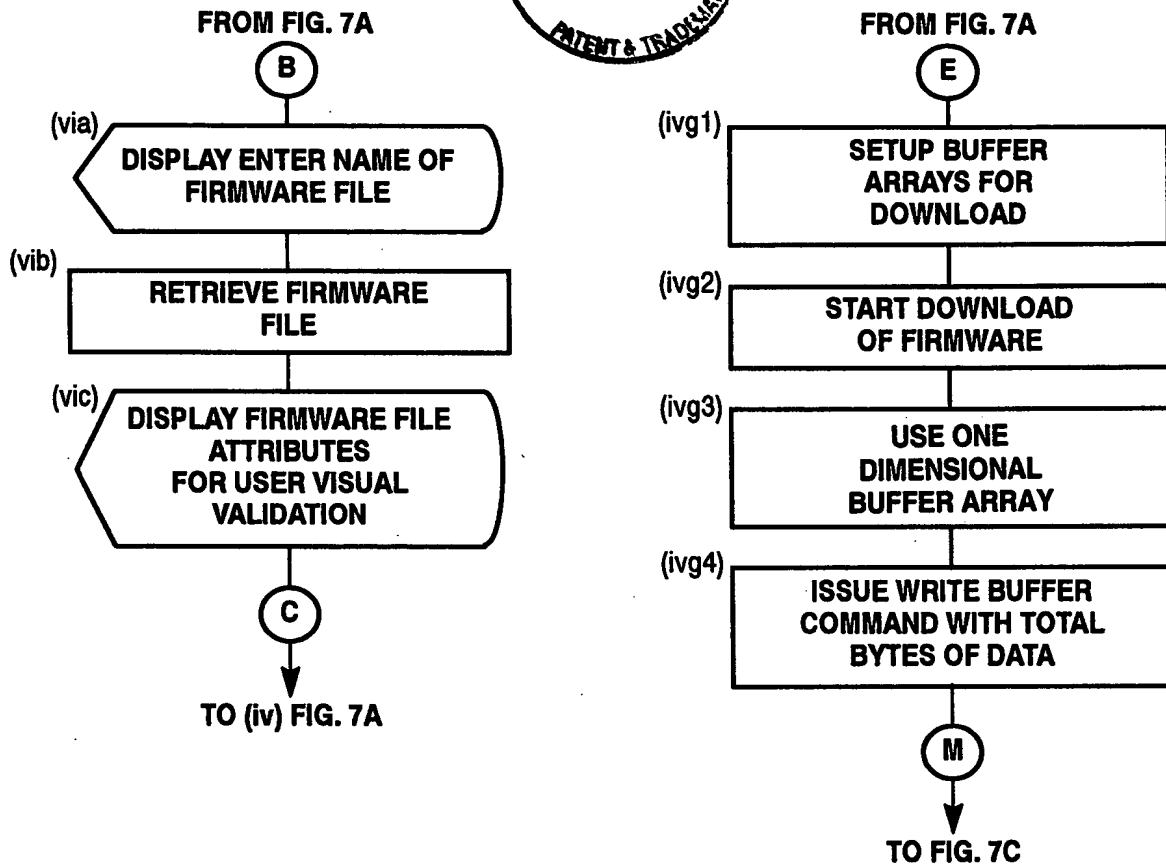 PATENT & TRADEMA
FROM FIG. 7A
B
(via)
DISPLAY ENTER NAME OF
FIRMWARE FILE
(vib)
RETRIEVE FIRMWARE
FILE
(vic)
DISPLAY FIRMWARE FILE
ATTRIBUTES
FOR USER VISUAL
VALIDATION
C
TO (iv) FIG. 7A
FROM FIG. 7A
E
(ivg1)
SETUP BUFFER
ARRAYS FOR
DOWNLOAD
(ivg2)
START DOWNLOAD
OF FIRMWARE
(ivg3)
USE ONE
DIMENSIONAL
BUFFER ARRAY
(ivg4)
ISSUE WRITE BUFFER
COMMAND WITH TOTAL
BYTES OF DATA
M
TO FIG. 7C